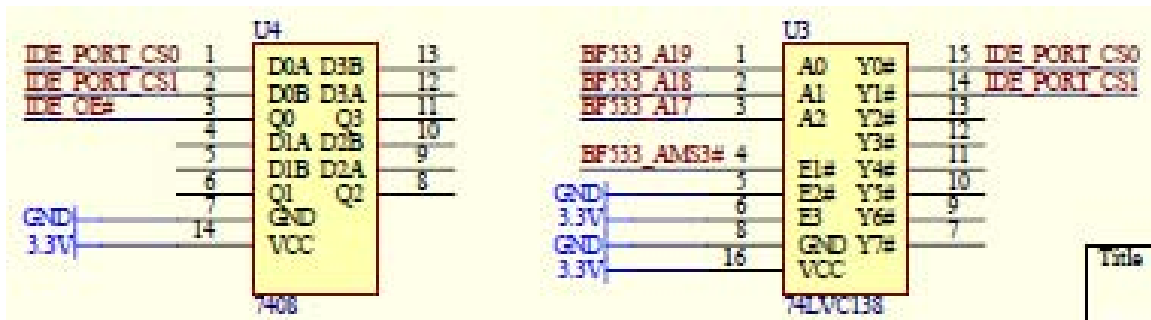 U4
IDE_PORT_CS0 1 D0A D3B 13
IDE_PORT_CS1 2 D0B D3A 12
IDE_OE# 3 Q0 Q3 11
4 D1A D2B 10
5 D1B D2A 9
6 Q1 Q2 8
GND 7 GND
3.3V 14 VCC
7408
U3
BF533_A19 1 A0 Y0# 15 IDE_PORT_CS0
BF533_A18 2 A1 Y1# 14 IDE_PORT_CS1
BF533_A17 3 A2 Y2# 13
Y3# 12
BF533_AMS3# 4 E1# Y4# 11
GND 5 E2# Y5# 10
3.3V 6 E3 Y6# 9
GND 8 GND Y7# 7
3.3V 16 VCC
74LVC138
Title